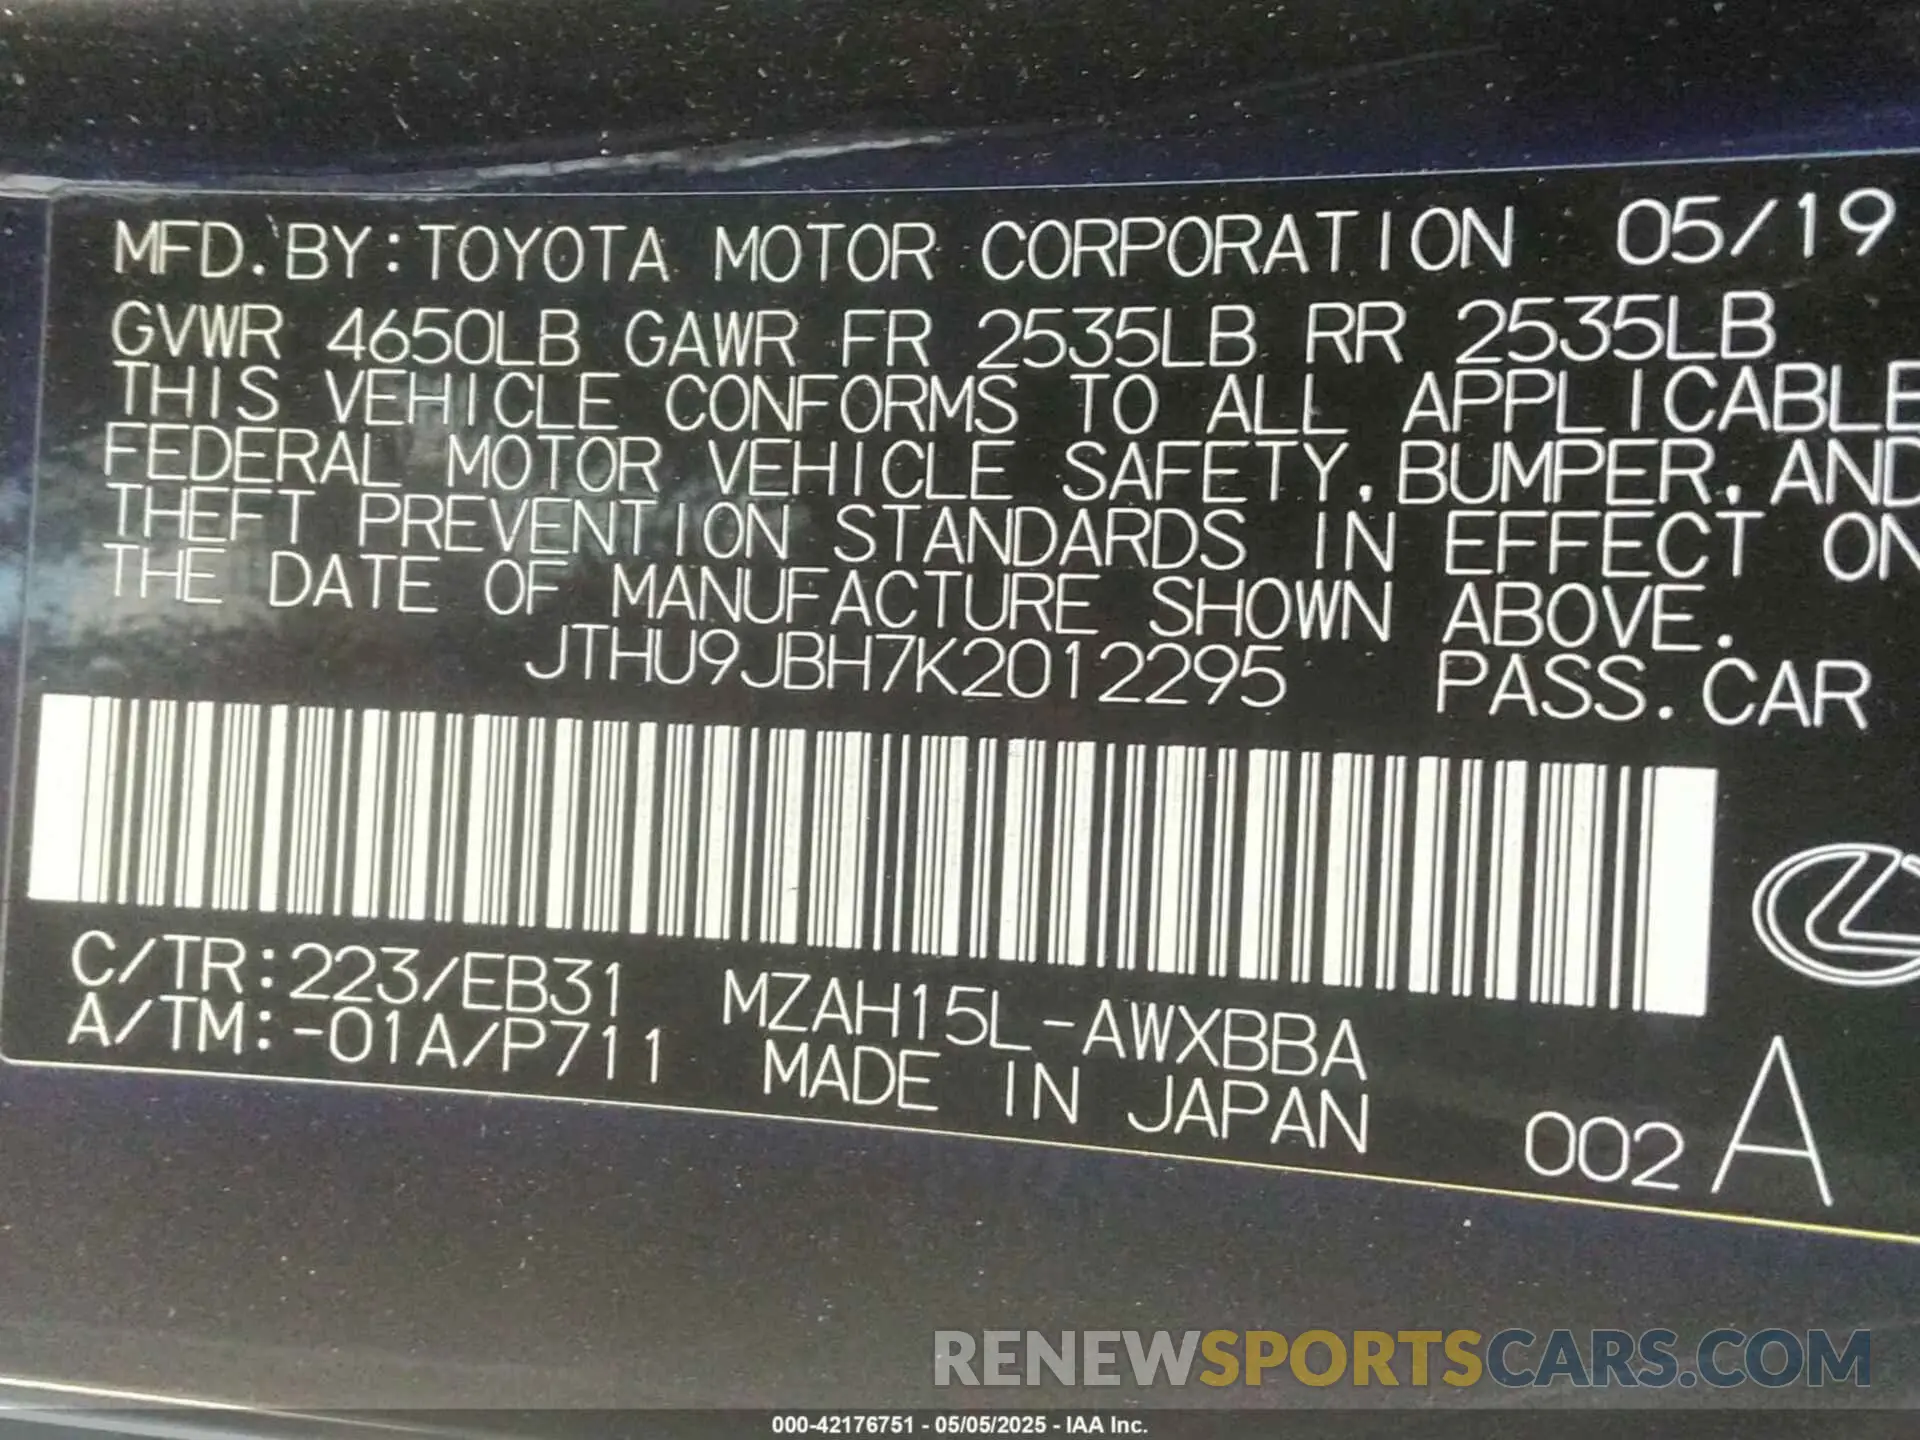 MFD. BY: TOYOTA MOTOR CORPORATION 05/19
GVWR 4650LB GAWR FR 2535LB RR 2535LB
THIS VEHICLE CONFORMS TO ALL APPLICABLE
FEDERAL MOTOR VEHICLE SAFETY, BUMPER, AND
THEFT PREVENTION STANDARDS IN EFFECT ON
THE DATE OF MANUFACTURE SHOWN ABOVE.
JTHU9JBH7K2012295 PASS. CAR
C/TR: 223/EB31 MZAH15L-AWXBBA
A/TM: -01A/P711 MADE IN JAPAN
002 A
RENEWSPORTSCARS.COM
000-42176751 - 05/05/2025 - IAA Inc.